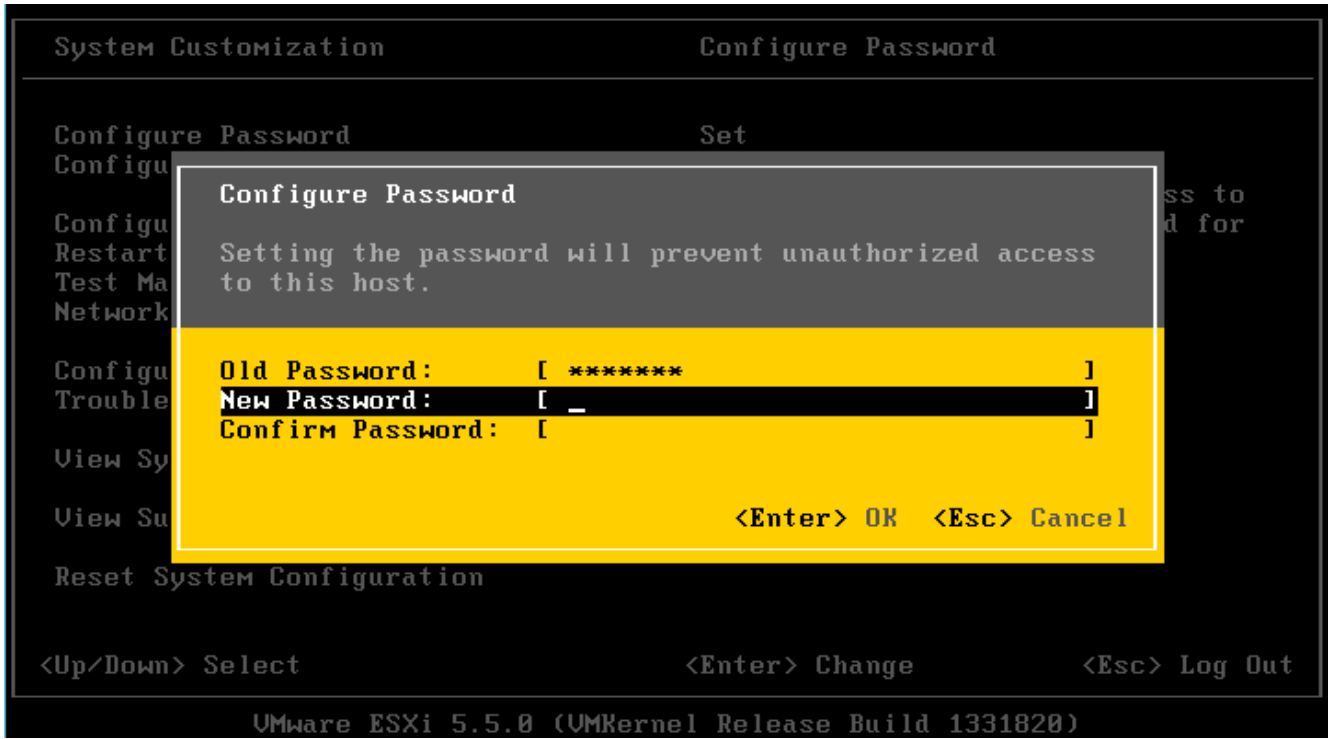 System Customization Configure Password
Configure Password Set
Configu
Configure Password ss to
Configu d for
Restart Setting the password will prevent unauthorized access
Test Ma to this host.
Network
Configu Old Password: [ ******* ]
Trouble New Password: [ _ ]
Confirm Password: [ ]
View Sy
View Su <Enter> OK <Esc> Cancel
Reset System Configuration
<Up/Down> Select <Enter> Change <Esc> Log Out
VMware ESXi 5.5.0 (VMKernel Release Build 1331820)